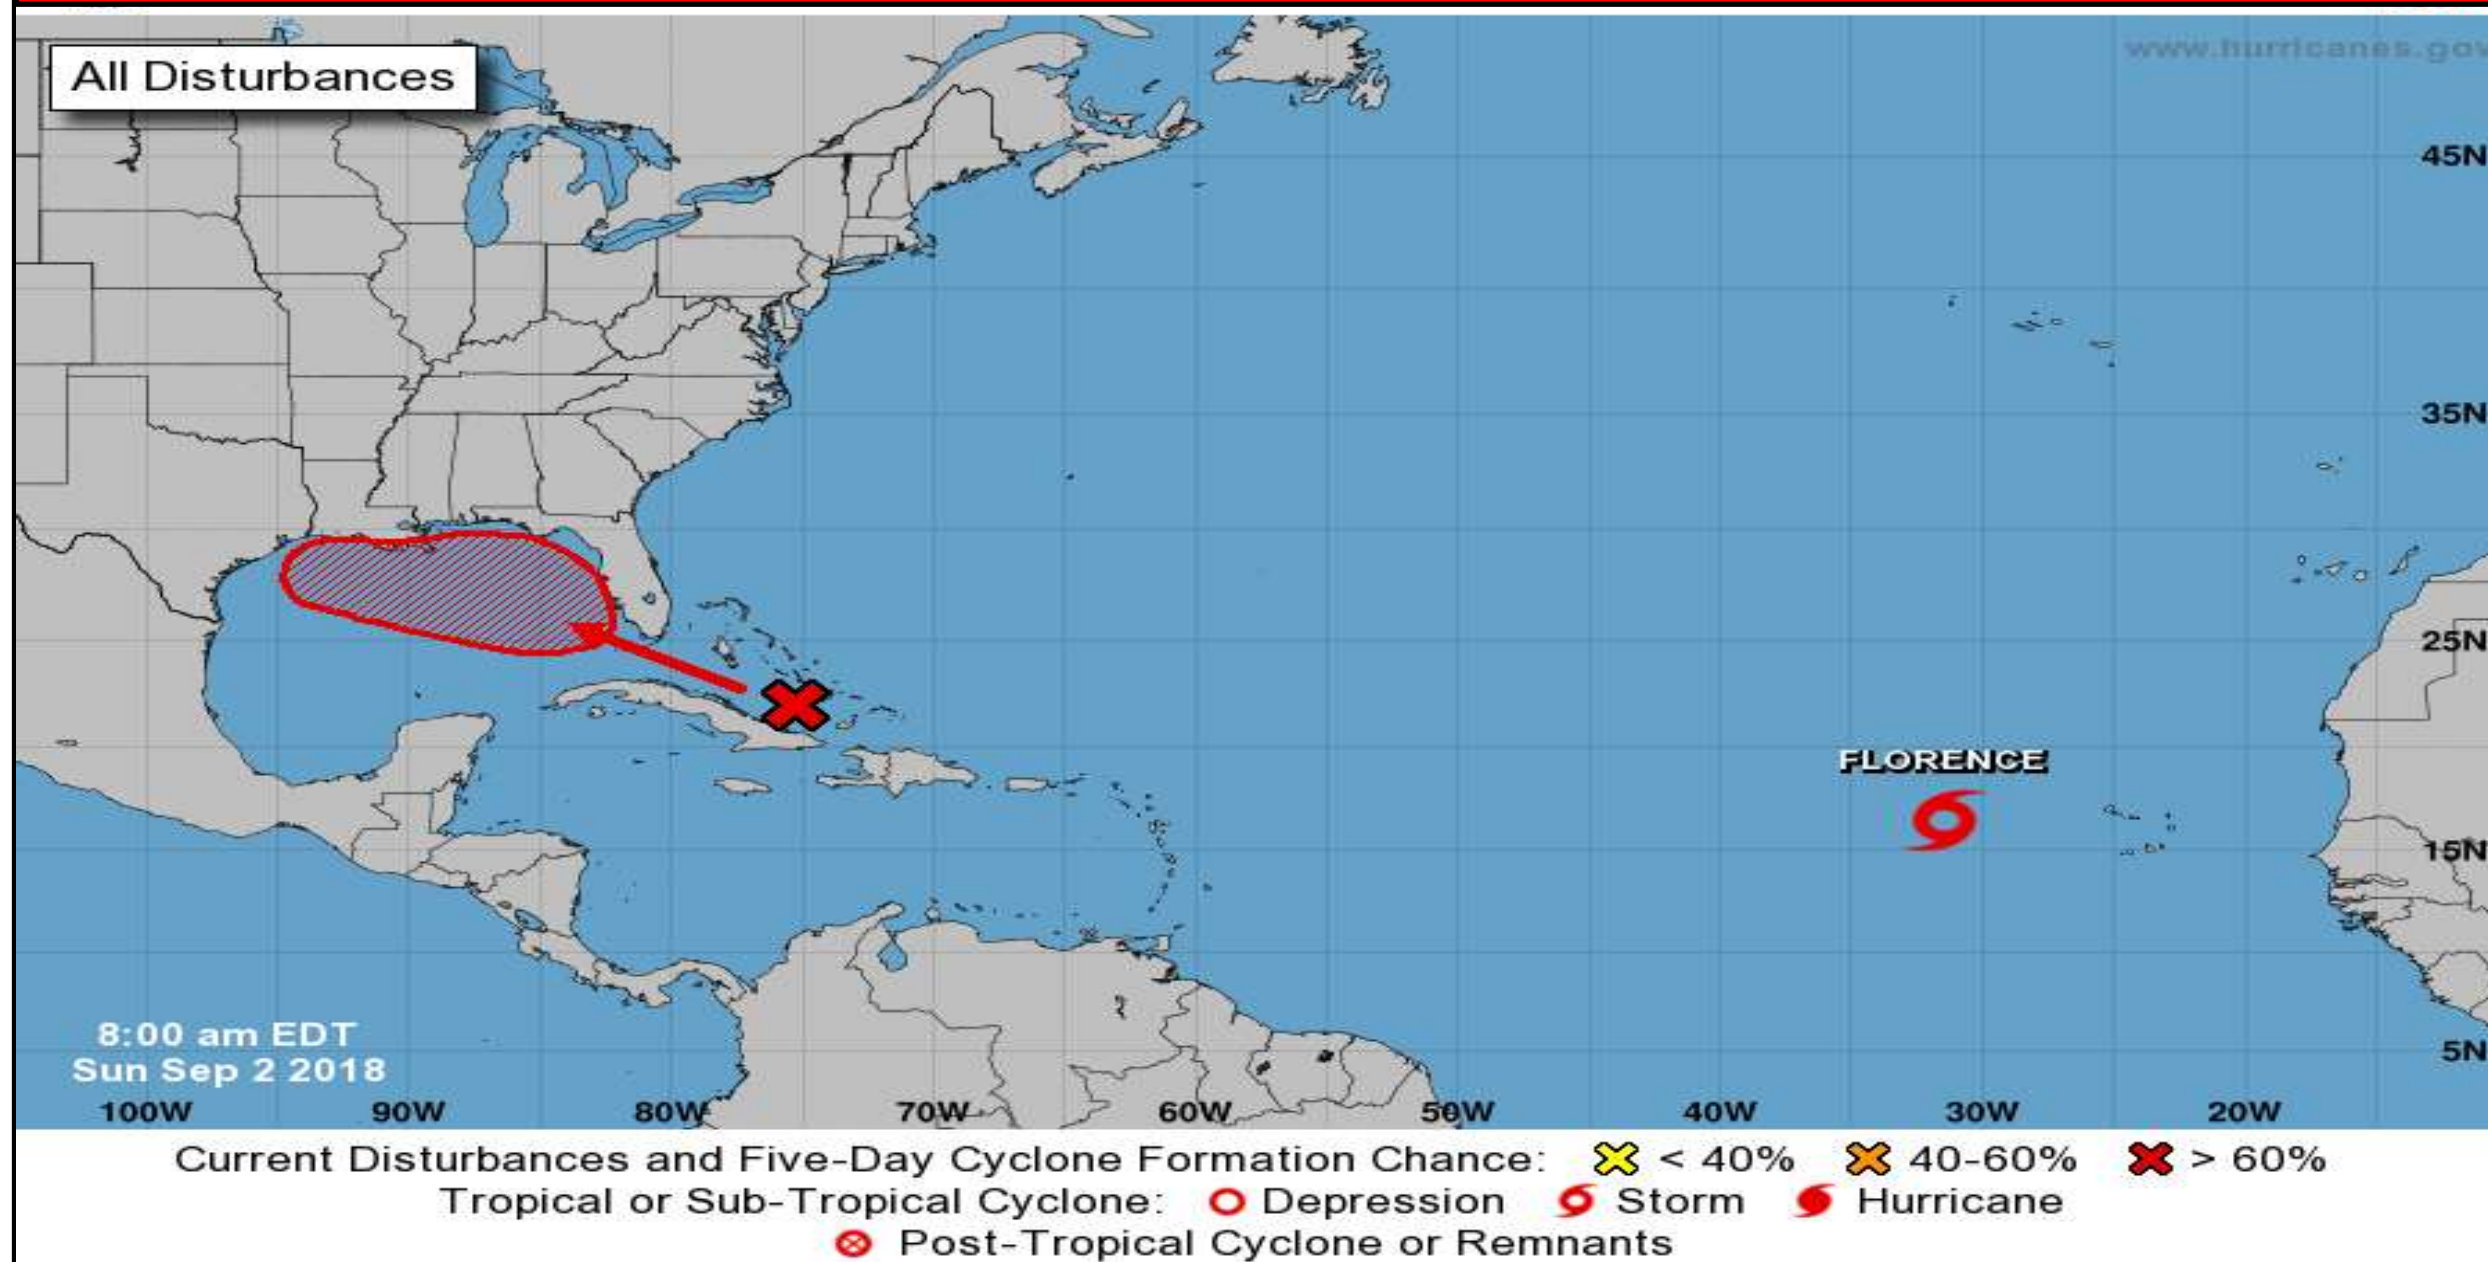 All Disturbances
www.hurricanes.gov
45N
35N
25N
FLORENCE
15N
8:00 am EDT
Sun Sep 2 2018
5N
100W 90W 80W 70W 60W 50W 40W 30W 20W
Current Disturbances and Five-Day Cyclone Formation Chance: < 40% 40-60% > 60%
Tropical or Sub-Tropical Cyclone: Depression Storm Hurricane
Post-Tropical Cyclone or Remnants